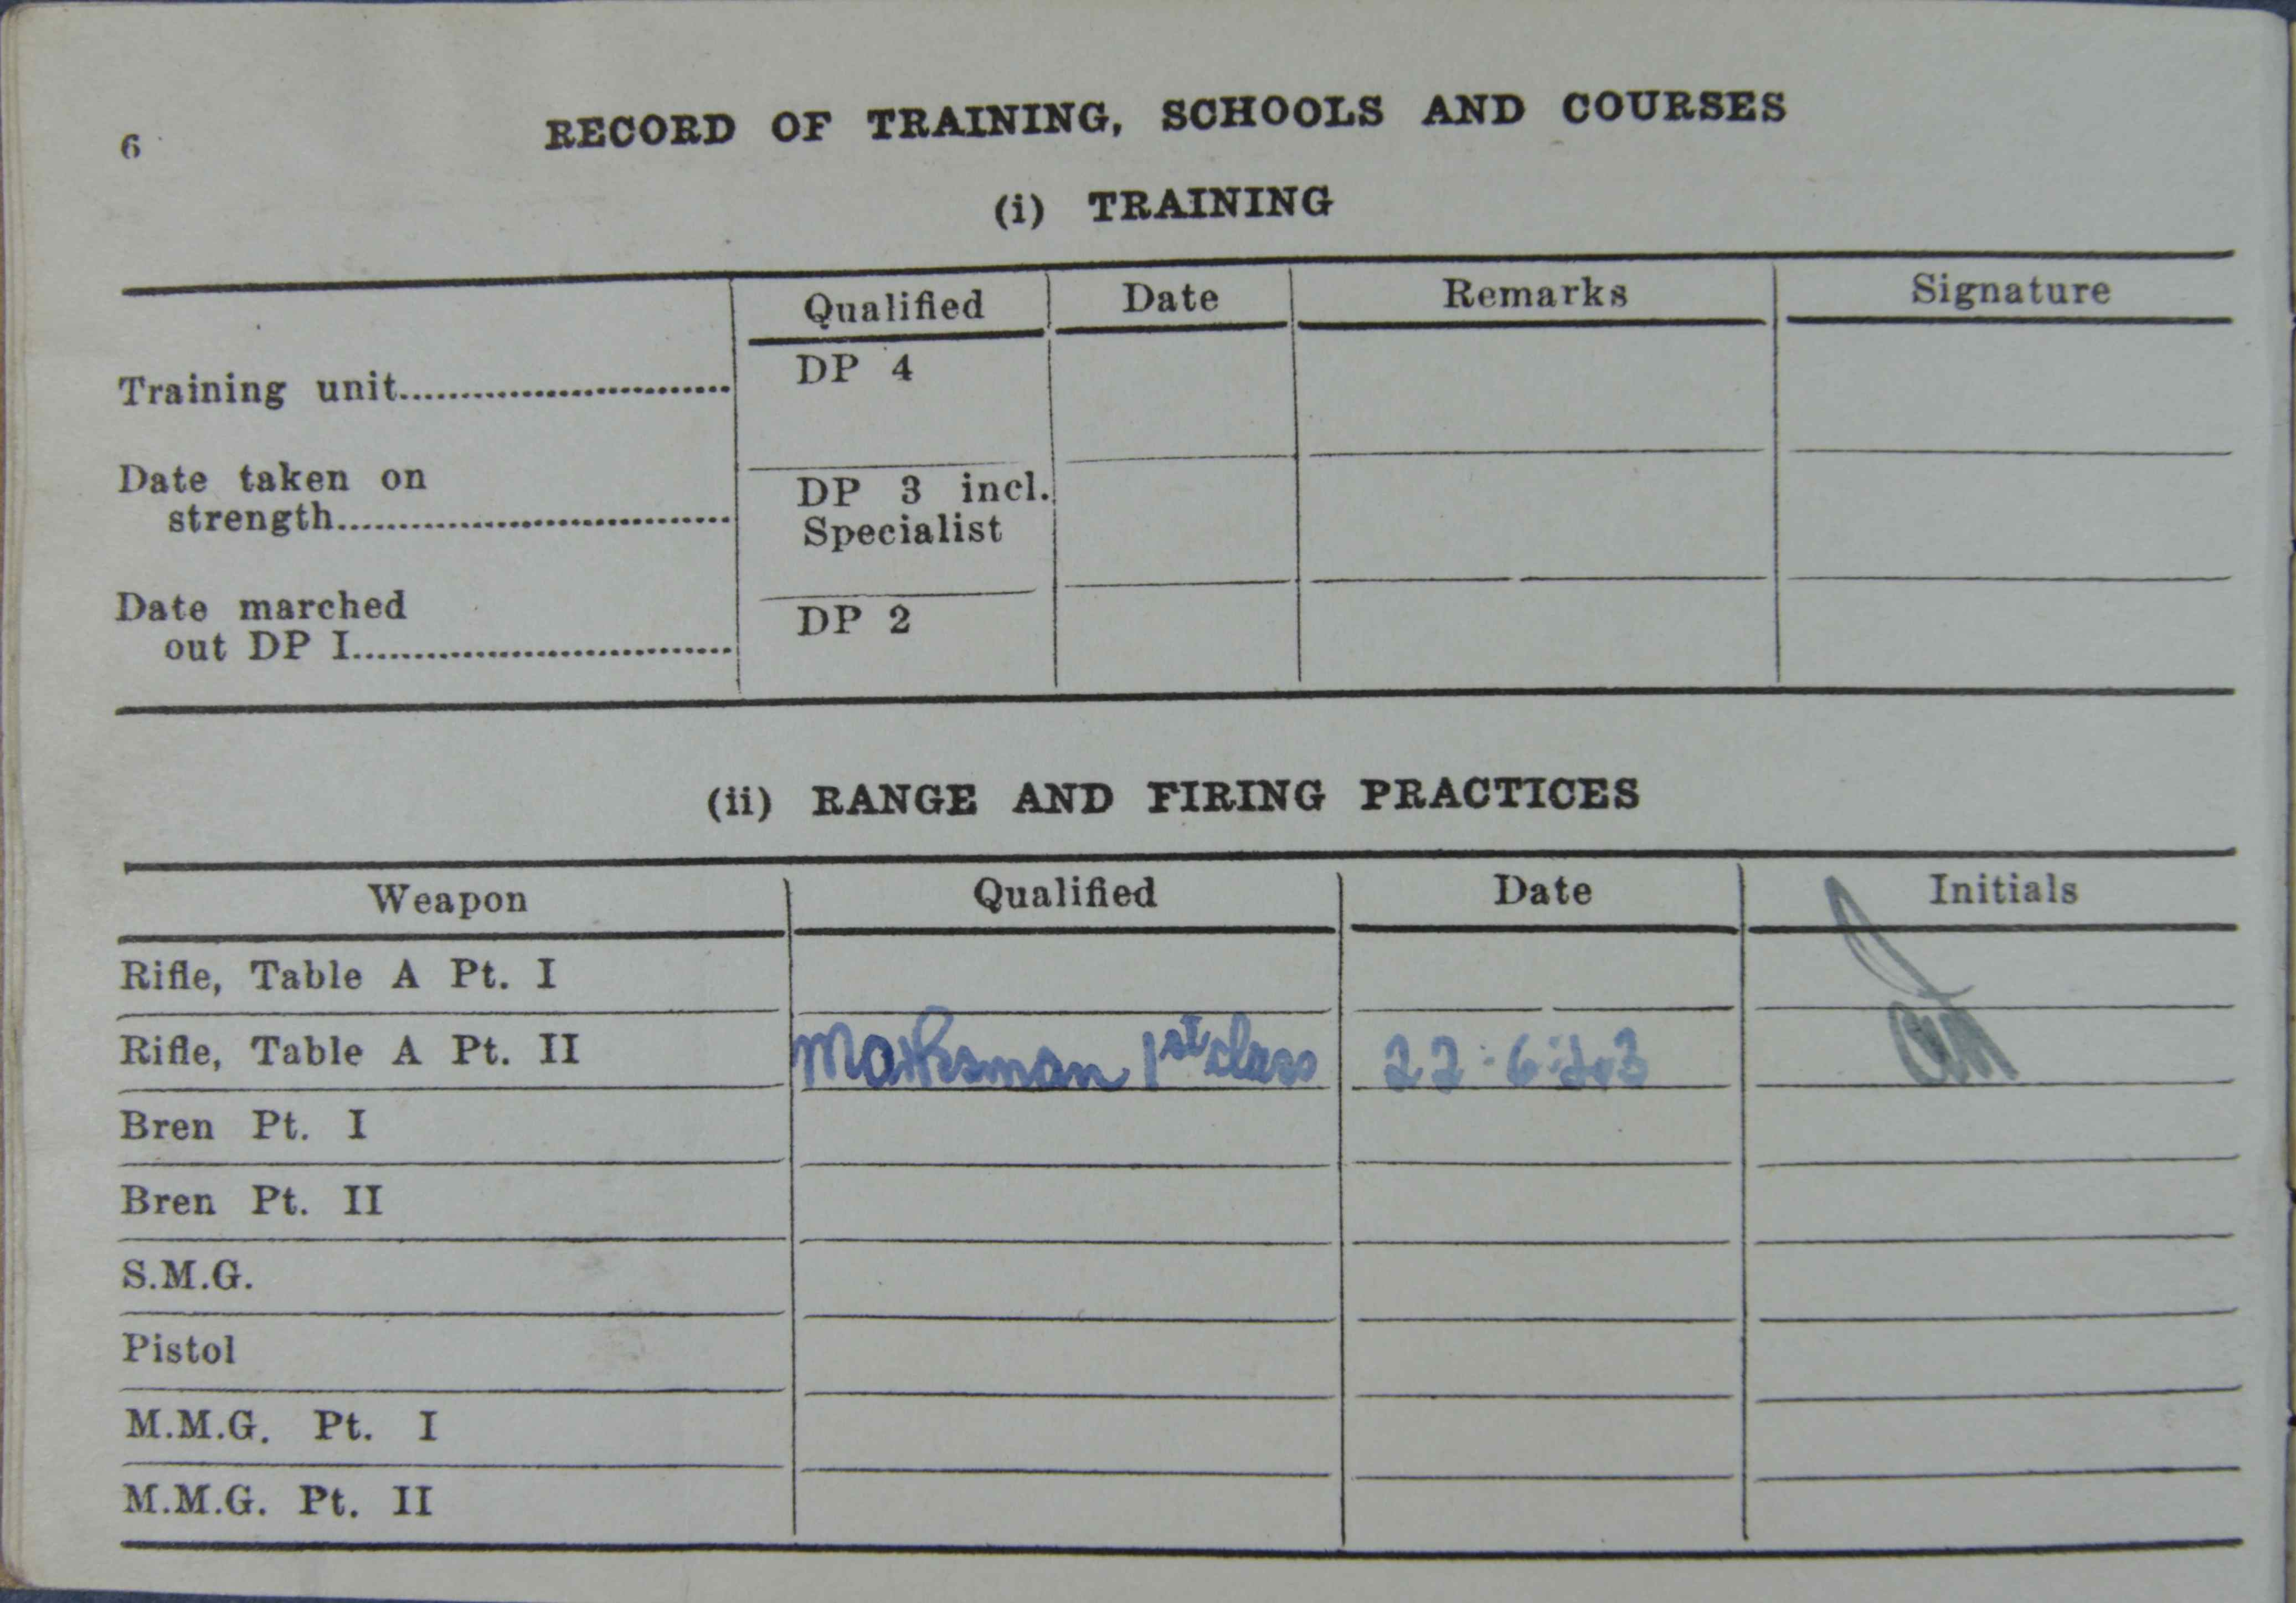 6
RECORD OF TRAINING, SCHOOLS AND COURSES
(i) TRAINING
Qualified Date Remarks Signature
Training unit........................... DP 4
Date taken on
strength................................ DP 3 incl.
Specialist
Date marched
out DP I............................... DP 2
(ii) RANGE AND FIRING PRACTICES
Weapon Qualified Date Initials
Rifle, Table A Pt. I
Rifle, Table A Pt. II Marksman 1st class 22.6.43
Bren Pt. I
Bren Pt. II
S.M.G.
Pistol
M.M.G. Pt. I
M.M.G. Pt. II